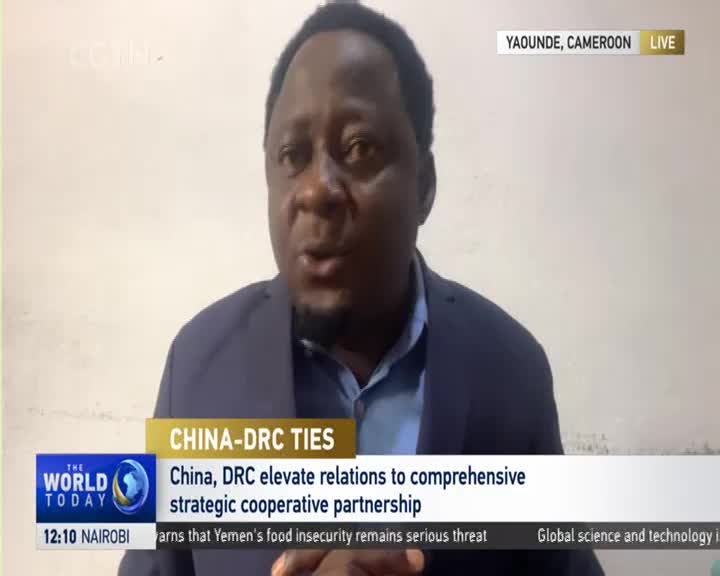 CGTN
YAOUNDE, CAMEROON LIVE
CHINA-DRC TIES
China, DRC elevate relations to comprehensive
strategic cooperative partnership
THE
WORLD
TODAY
12:10 NAIROBI
arns that Yemen's food insecurity remains serious threat Global science and technology i